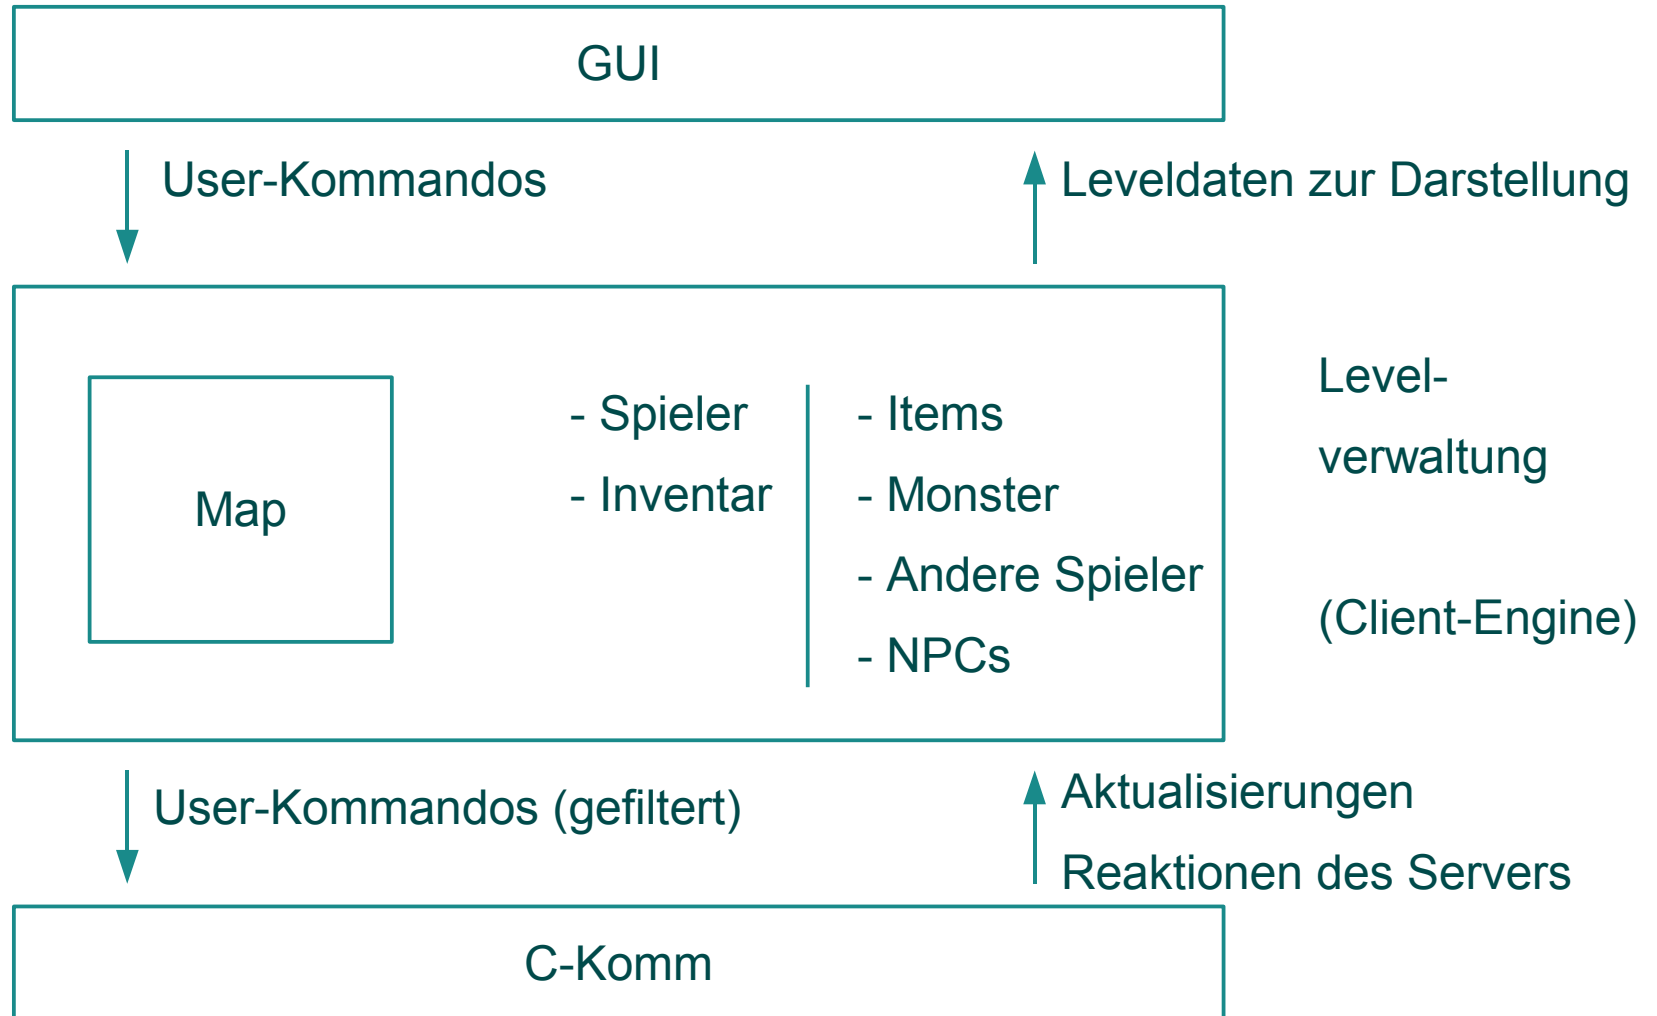 GUI
User-Kommandos
Leveldaten zur Darstellung
Map
- Spieler
- Inventar
- Items
- Monster
- Andere Spieler
- NPCs
Level-
verwaltung
(Client-Engine)
User-Kommandos (gefiltert)
Aktualisierungen
Reaktionen des Servers
C-Komm